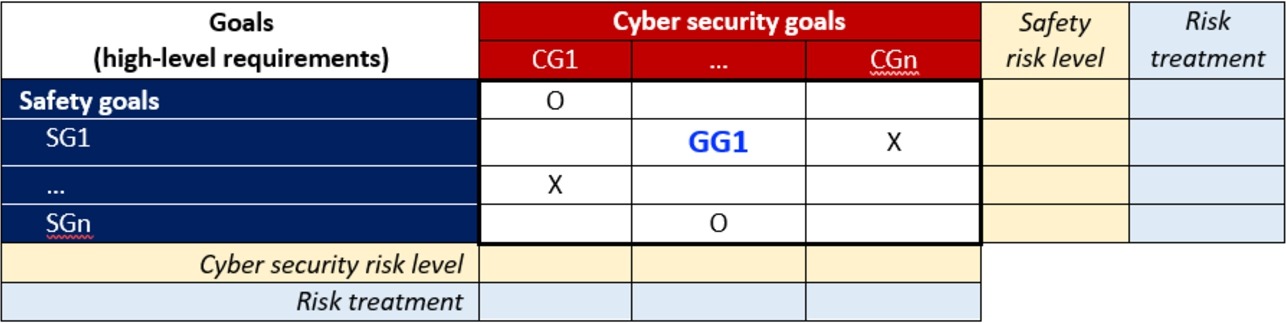 Goals
(high-level requirements)
Cyber security goals
Safety
risk level
Risk
treatment
CG1
...
CGn
Safety goals
O
SG1
GG1
X
...
X
SGn
O
Cyber security risk level
Risk treatment